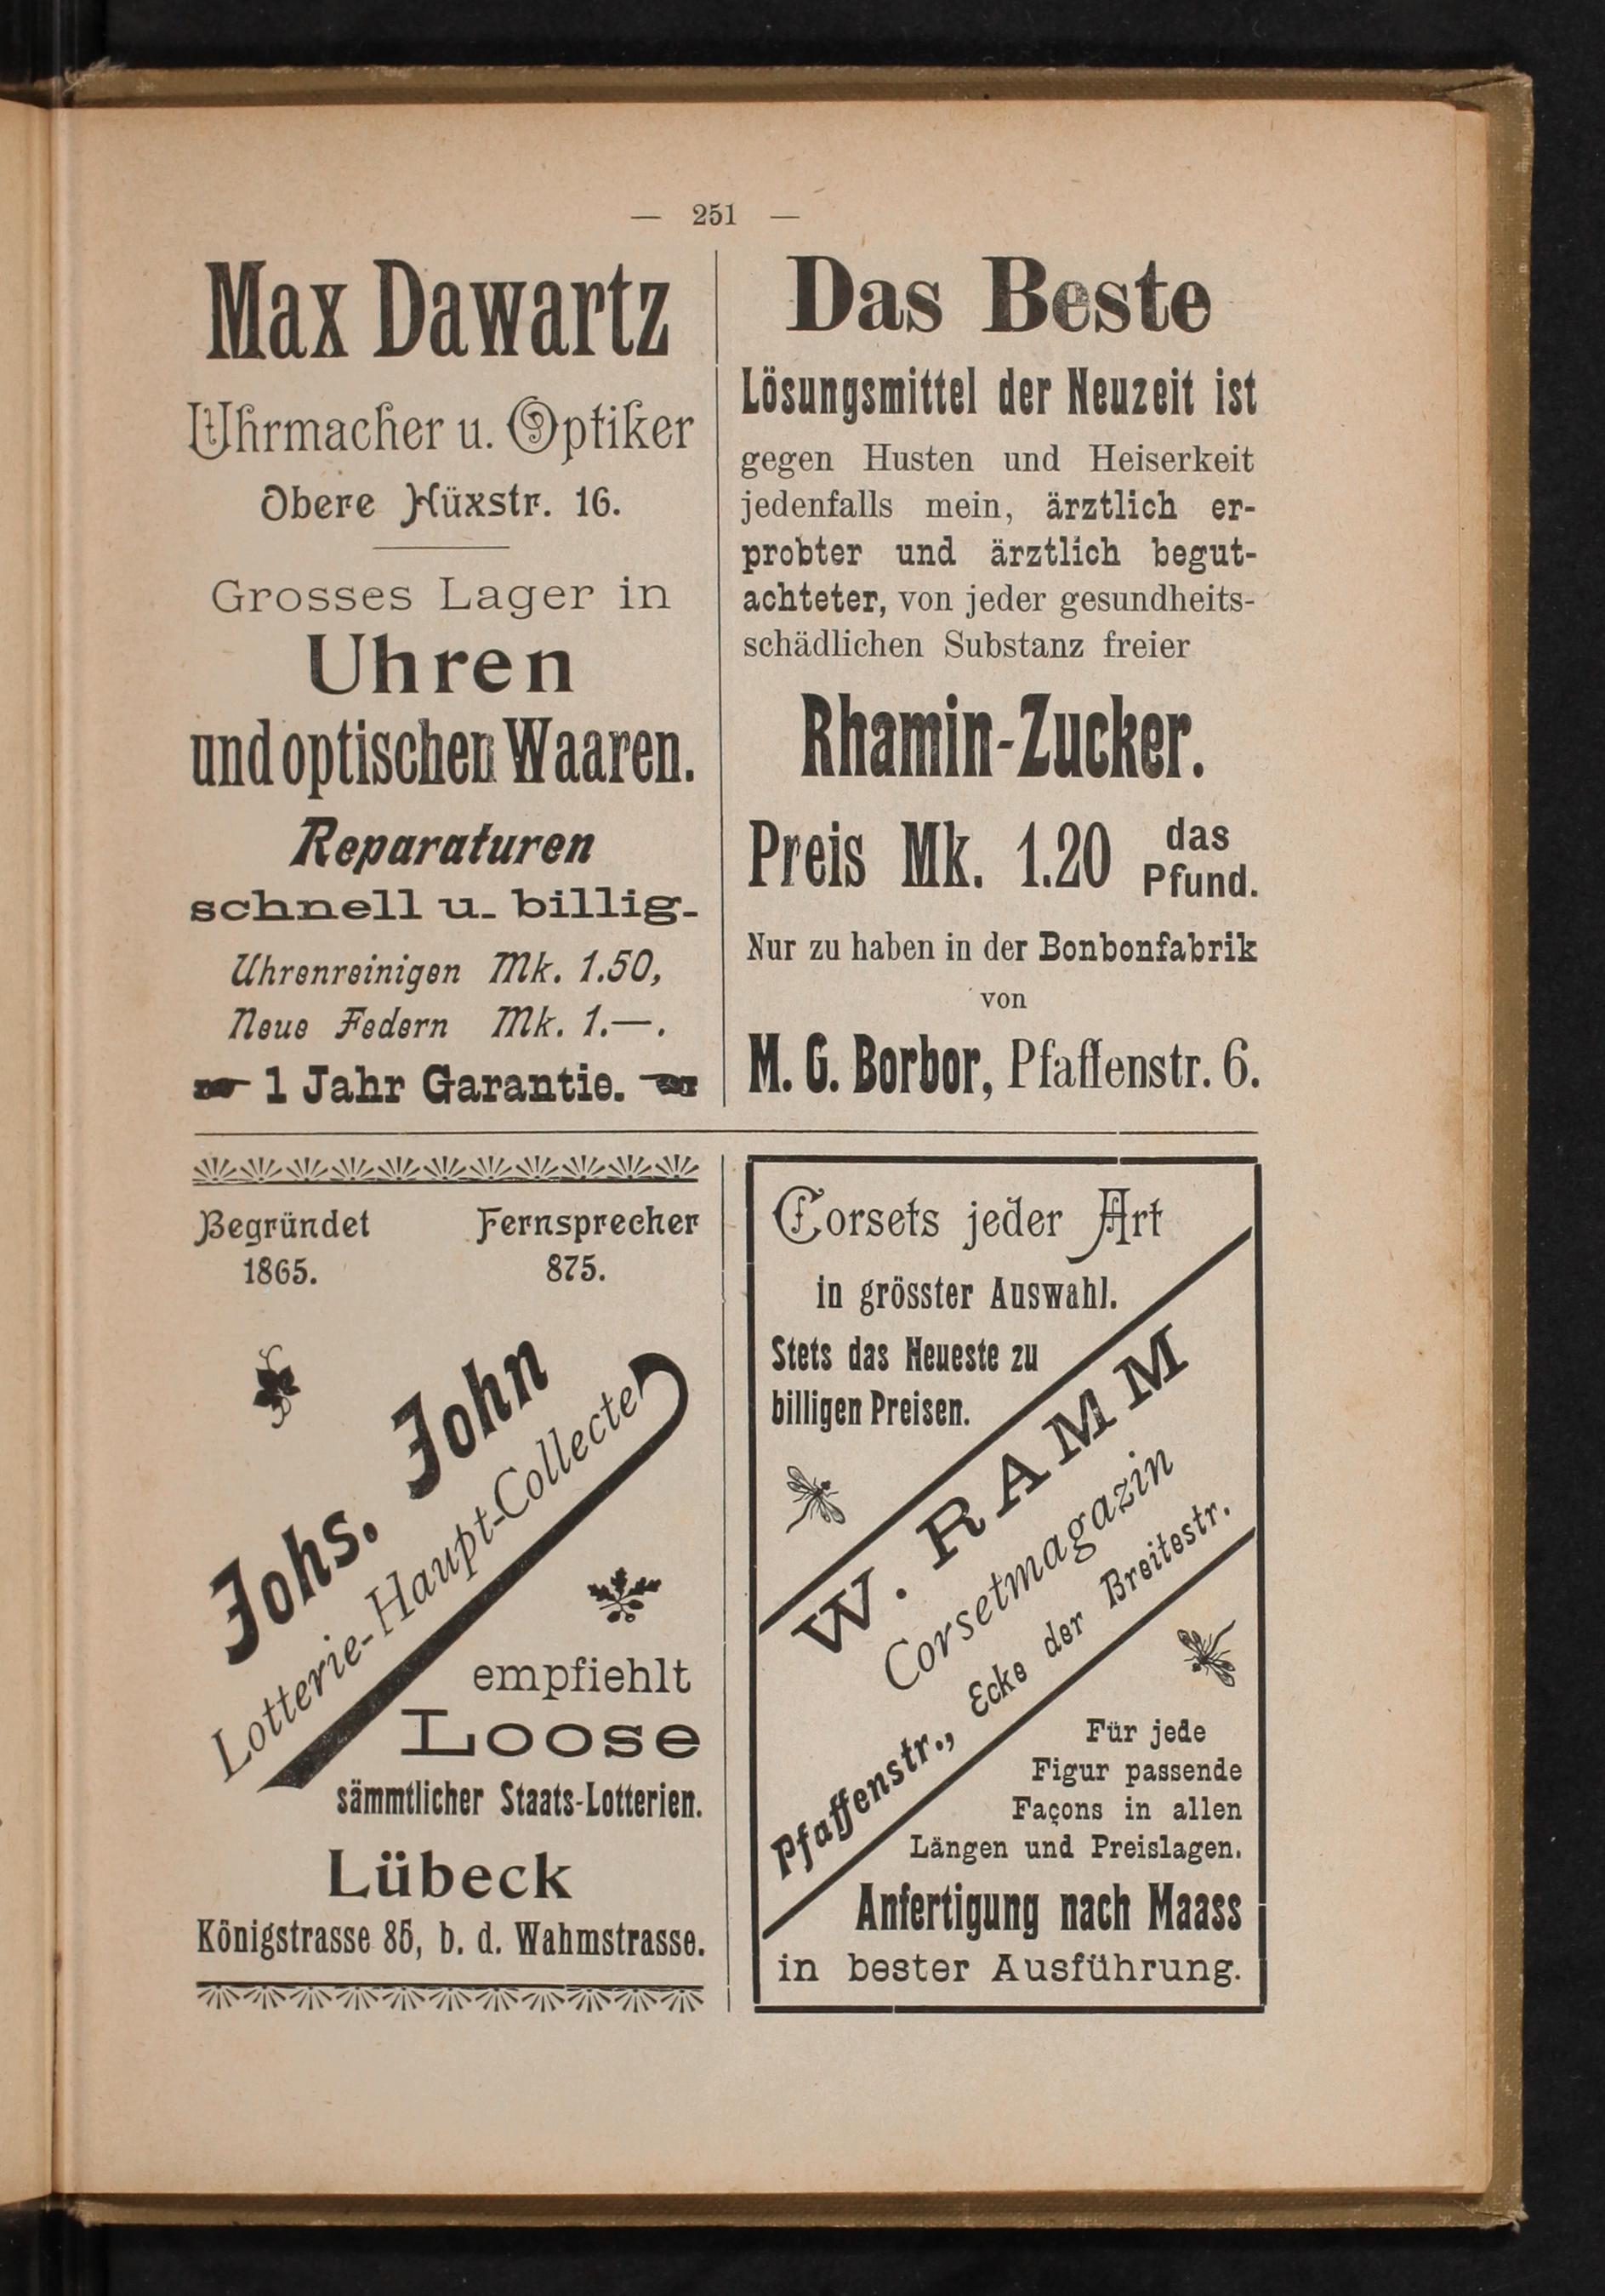 — 251 —
Max Dawartz
Uhrmacher u. Optiker
Obere Hüxstr. 16.
Grosses Lager in
Uhren
und optischen Waaren.
Reparaturen
schnell u. billig.
Uhrenreinigen Mk. 1.50,
Neue Federn Mk. 1.—.
1 Jahr Garantie.
Das Beste
Lösungsmittel der Neuzeit ist
gegen Husten und Heiserkeit
jedenfalls mein, ärztlich er-
probter und ärztlich begut-
achteter, von jeder gesundheits-
schädlichen Substanz freier
Rhamin-Zucker.
Preis Mk. 1.20 das
Pfund.
Nur zu haben in der Bonbonfabrik
von
M. G. Borbor, Pfaffenstr. 6.
Begründet Fernsprecher
1865. 875.
Johs. John
Lotterie-Haupt-Collecte
empfiehlt
Loose
sämmtlicher Staats-Lotterien.
Lübeck
Königstrasse 85, b. d. Wahmstrasse.
Corsets jeder Art
in grösster Auswahl.
Stets das Neueste zu
billigen Preisen.
W. RAMM
Corsetmagazin
Pfaffenstr., Ecke der Breitestr.
Für jede
Figur passende
Façons in allen
Längen und Preislagen.
Anfertigung nach Maass
in bester Ausführung.